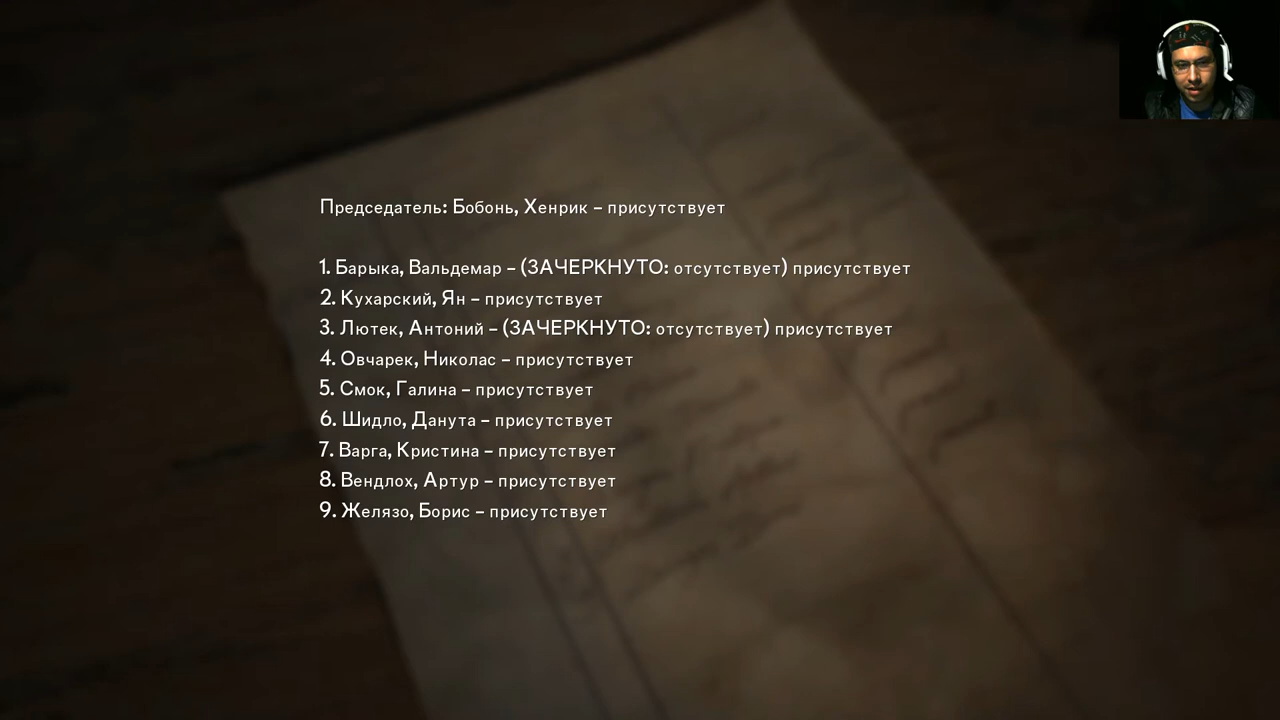 Председатель: Бобонь, Хенрик – присутствует
1. Барыка, Вальдемар – (ЗАЧЕРКНУТО: отсутствует) присутствует
2. Кухарский, Ян – присутствует
3. Лютек, Антоний – (ЗАЧЕРКНУТО: отсутствует) присутствует
4. Овчарек, Николас – присутствует
5. Смок, Галина – присутствует
6. Шидло, Данута – присутствует
7. Варга, Кристина – присутствует
8. Вендлох, Артур – присутствует
9. Желязо, Борис – присутствует